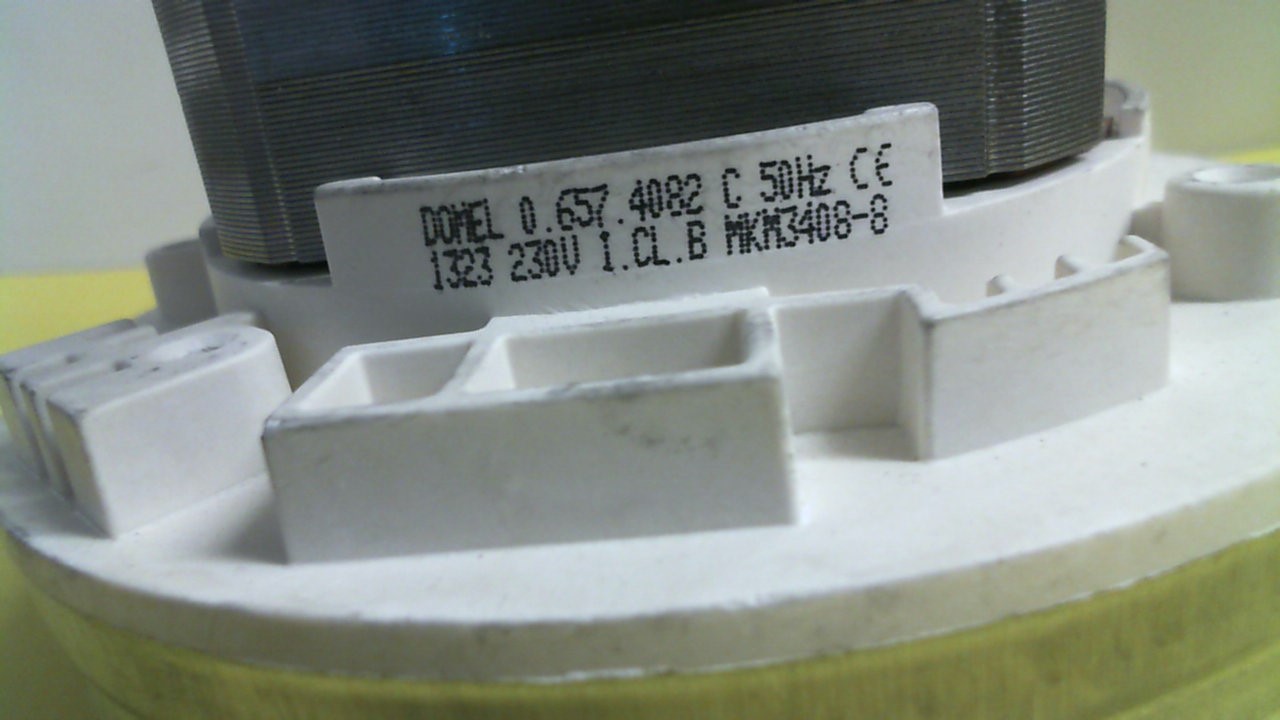 DOMEL 0.657.4082 C 50Hz CE
1323 230V I.CL.B MKM3408-8